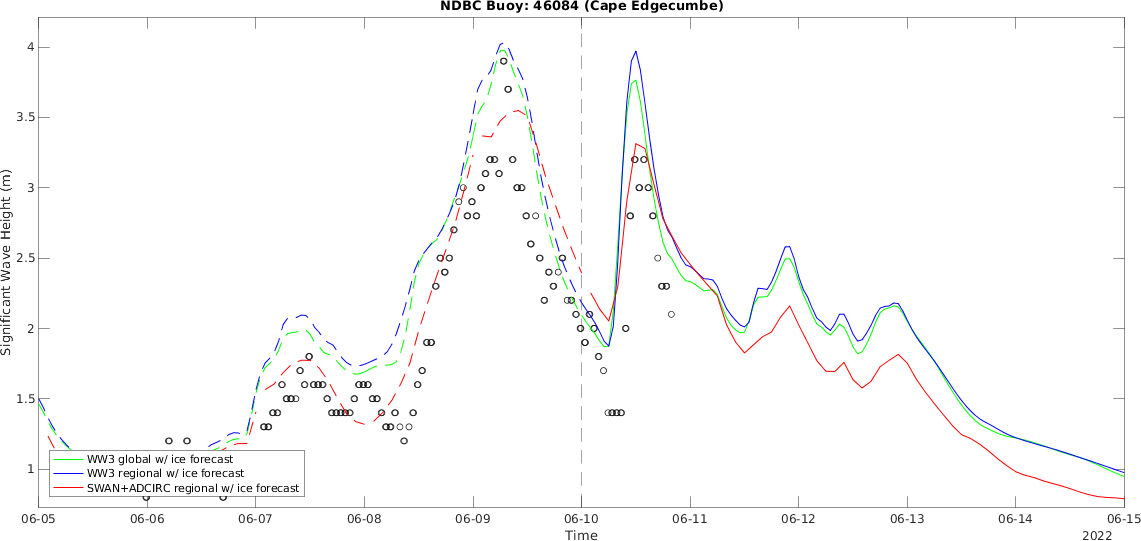 NDBC Buoy: 46084 (Cape Edgecumbe)
Significant Wave Height (m)
4
3.5
3
2.5
2
1.5
1
WW3 global w/ ice forecast
WW3 regional w/ ice forecast
SWAN+ADCIRC regional w/ ice forecast
06-05 06-06 06-07 06-08 06-09 06-10 06-11 06-12 06-13 06-14 06-15
Time 2022